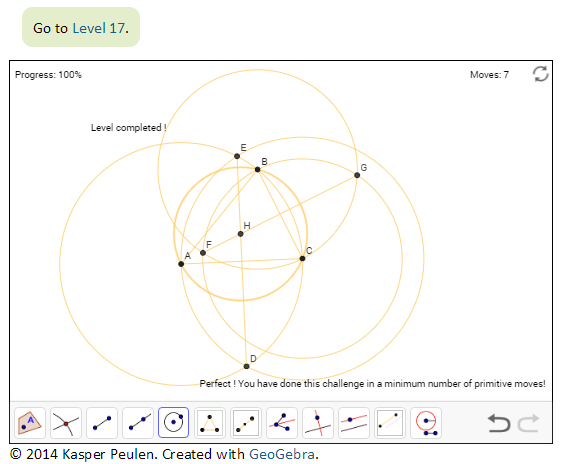 Go to Level 17.
Progress: 100%
Moves: 7
Level completed !
E
B
G
H
F
C
A
D
Perfect ! You have done this challenge in a minimum number of primitive moves!
A
© 2014 Kasper Peulen. Created with GeoGebra.